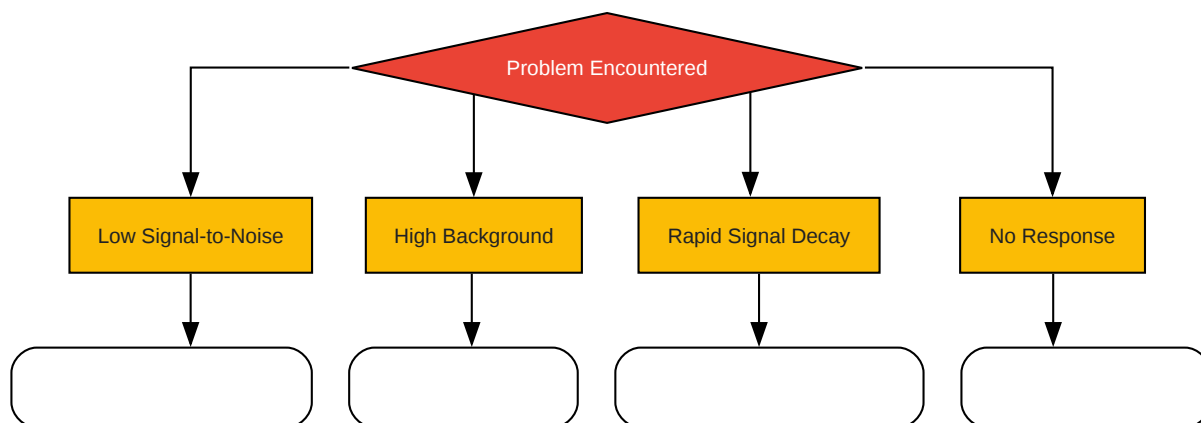 Problem Encountered
Low Signal-to-Noise
High Background
Rapid Signal Decay
No Response